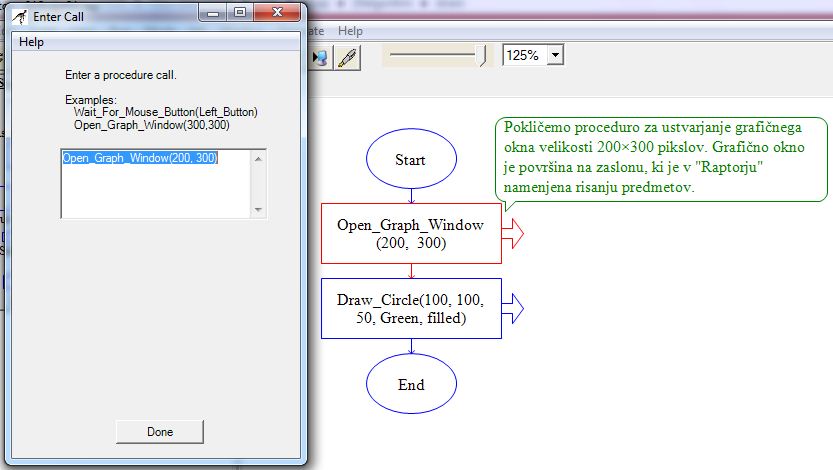 Enter Call
Help
Enter a procedure call.
Examples:
Wait_For_Mouse_Button(Left_Button)
Open_Graph_Window(300,300)
Open_Graph_Window(200, 300)
Done
ate Help
125%
Start
Open_Graph_Window
(200, 300)
Draw_Circle(100, 100,
50, Green, filled)
End
Pokličemo proceduro za ustvarjanje grafičnega
okna velikosti 200×300 pikslov. Grafično okno
je površina na zaslonu, ki je v "Raptorju"
namenjena risanju predmetov.